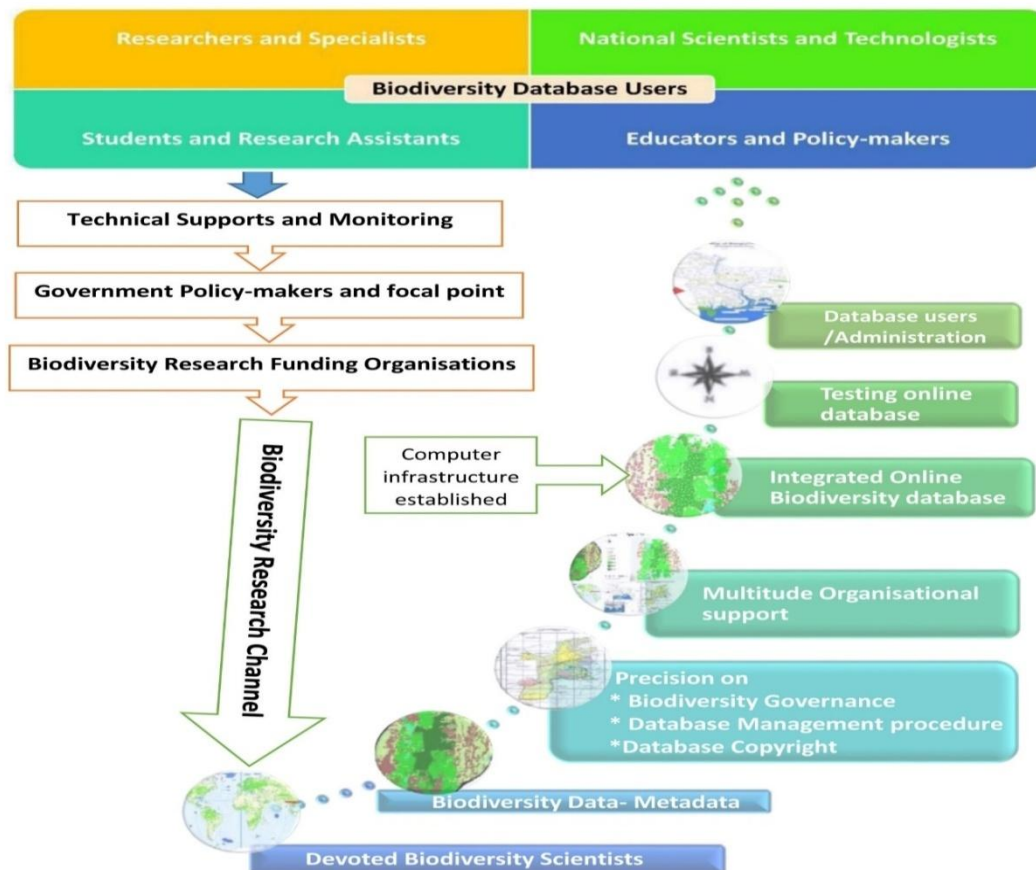 Researchers and Specialists
National Scientists and Technologists
Biodiversity Database Users
Students and Research Assistants
Educators and Policy-makers
Technical Supports and Monitoring
Government Policy-makers and focal point
Biodiversity Research Funding Organisations
Biodiversity Research Channel
Database users
/Administration
Testing online
database
Computer
infrastructure
established
Integrated Online
Biodiversity database
Multitude Organisational
support
Precision on
* Biodiversity Governance
* Database Management procedure
*Database Copyright
Biodiversity Data- Metadata
Devoted Biodiversity Scientists